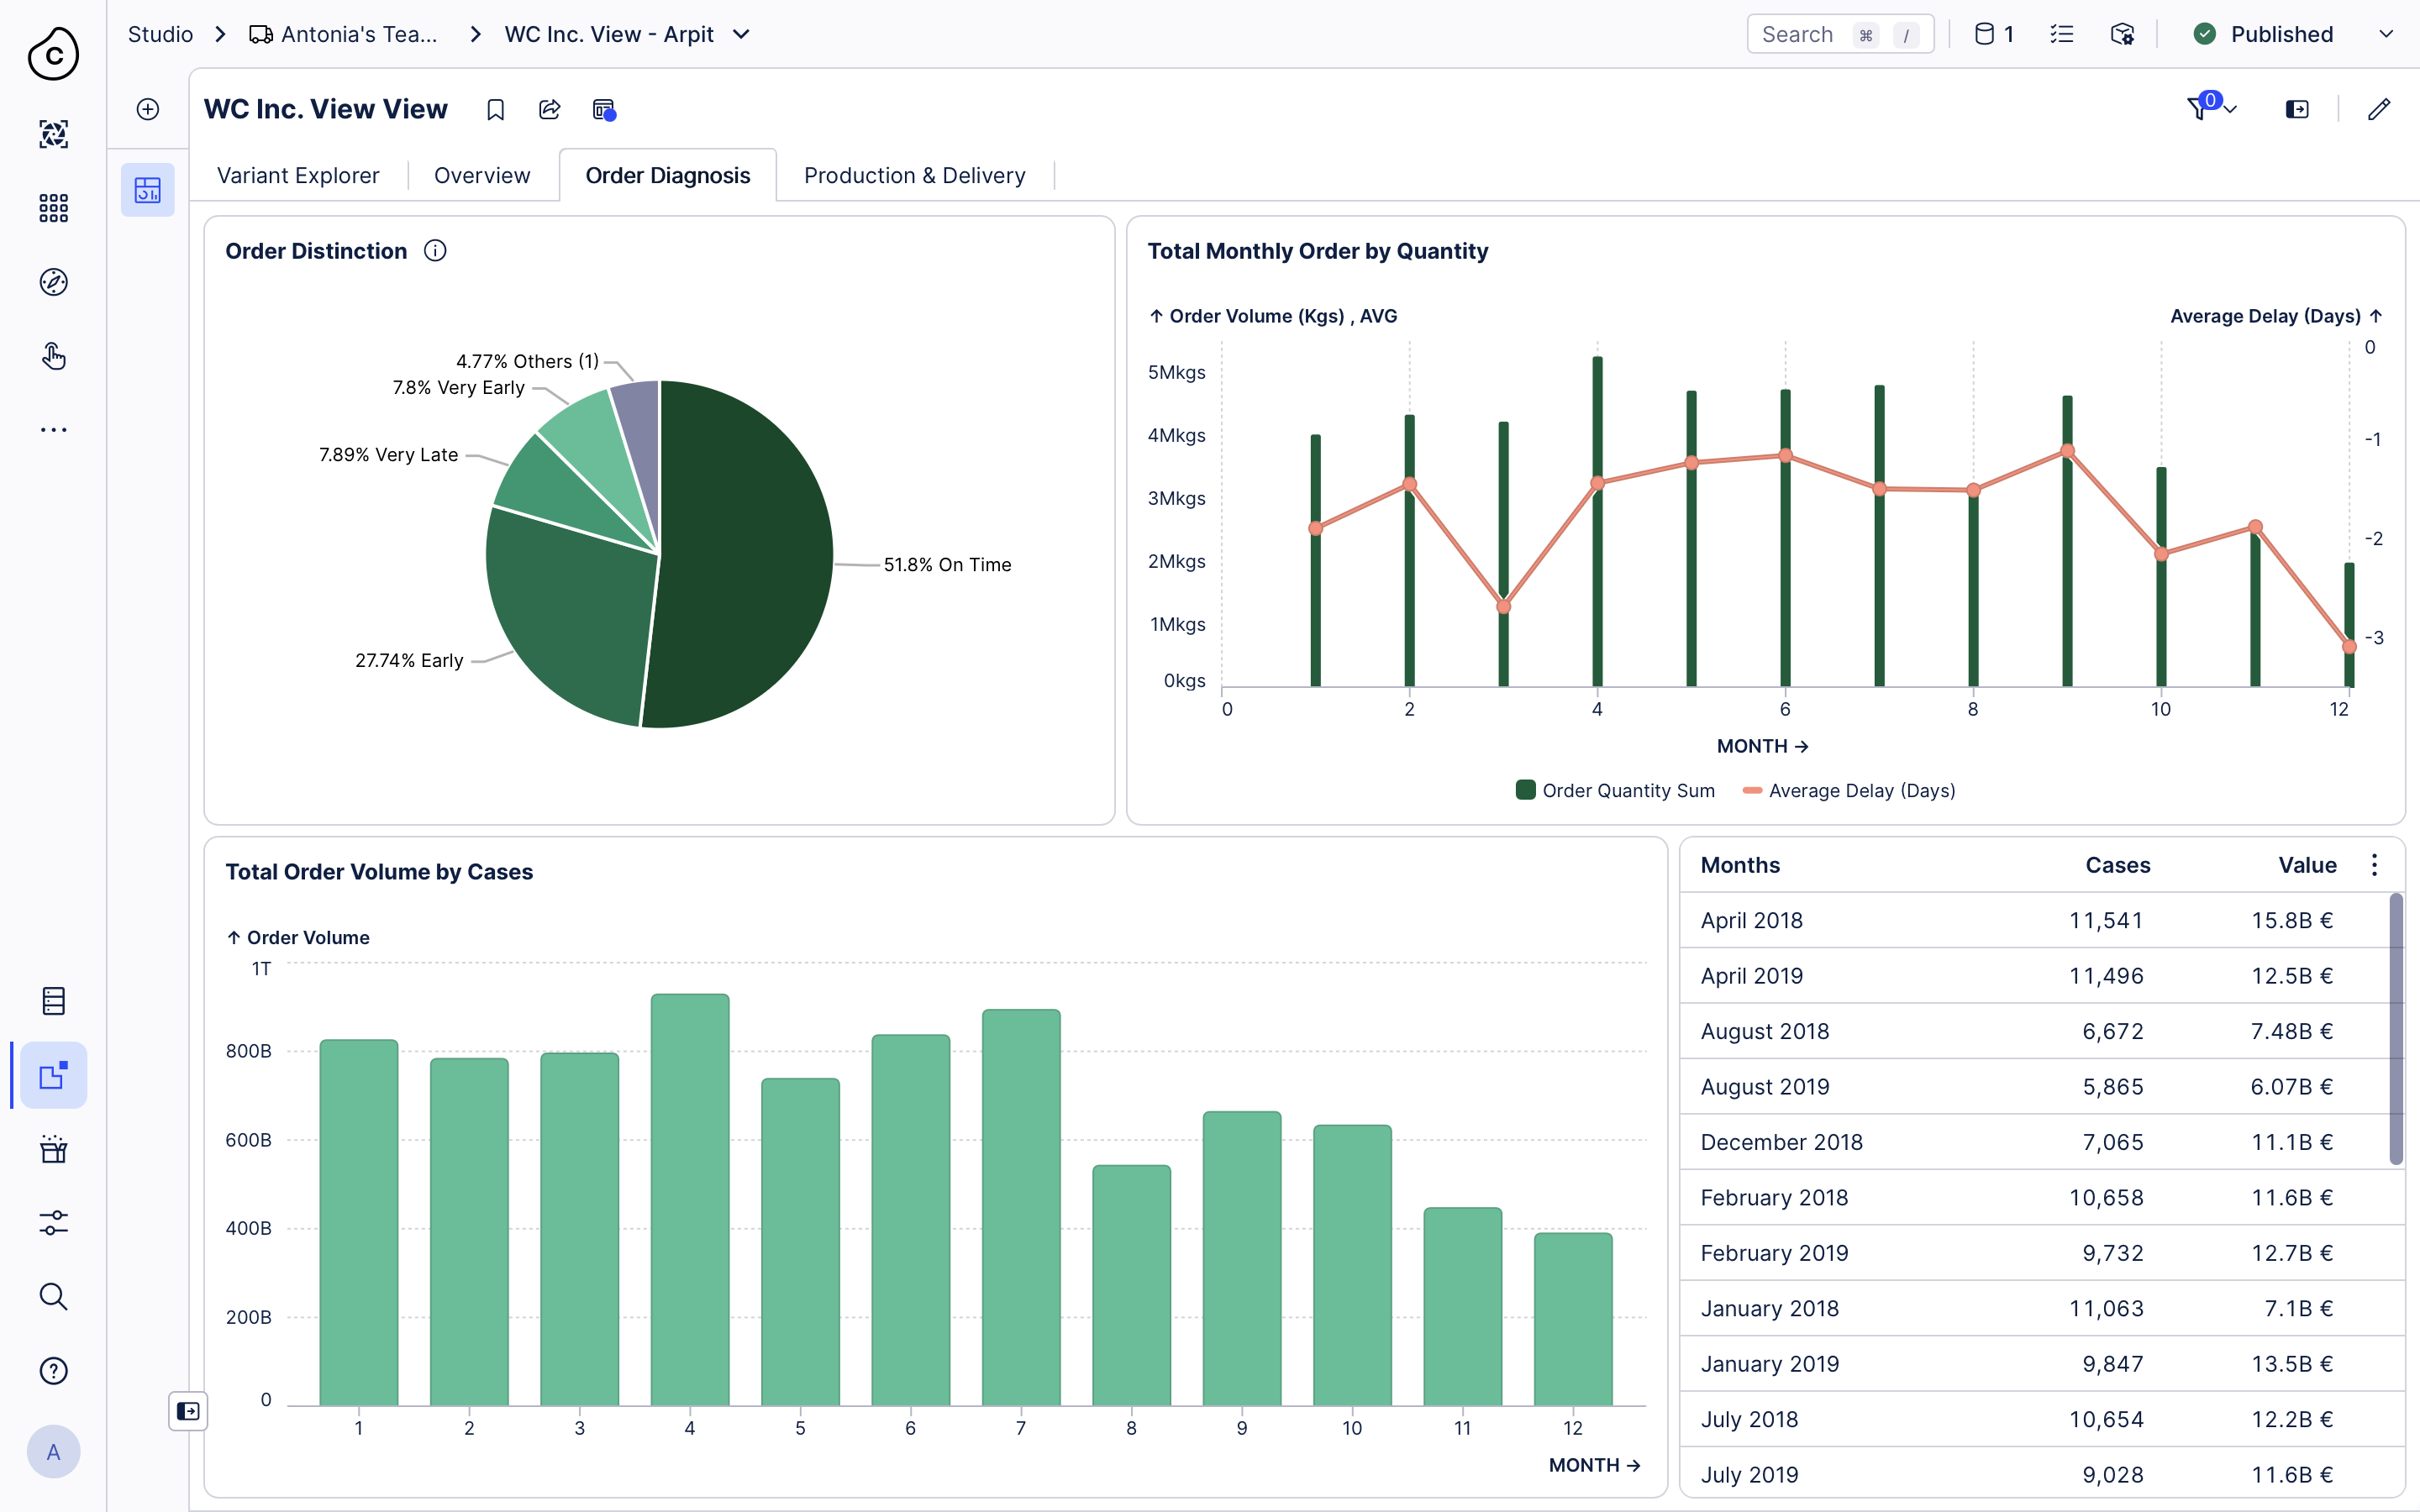 C
Studio
Antonia's Tea...
WC Inc. View - Arpit
Search ⌘ /
1
Published
WC Inc. View View
0
Variant Explorer
Overview
Order Diagnosis
Production & Delivery
Order Distinction
4.77% Others (1)
7.8% Very Early
7.89% Very Late
51.8% On Time
27.74% Early
Total Monthly Order by Quantity
↑ Order Volume (Kgs) , AVG
Average Delay (Days) ↑
5Mkgs
4Mkgs
3Mkgs
2Mkgs
1Mkgs
0kgs
0
-1
-2
-3
0 2 4 6 8 10 12
MONTH →
Order Quantity Sum
Average Delay (Days)
Total Order Volume by Cases
↑ Order Volume
1T
800B
600B
400B
200B
0
1 2 3 4 5 6 7 8 9 10 11 12
MONTH →
Months Cases Value
April 2018 11,541 15.8B €
April 2019 11,496 12.5B €
August 2018 6,672 7.48B €
August 2019 5,865 6.07B €
December 2018 7,065 11.1B €
February 2018 10,658 11.6B €
February 2019 9,732 12.7B €
January 2018 11,063 7.1B €
January 2019 9,847 13.5B €
July 2018 10,654 12.2B €
July 2019 9,028 11.6B €
A